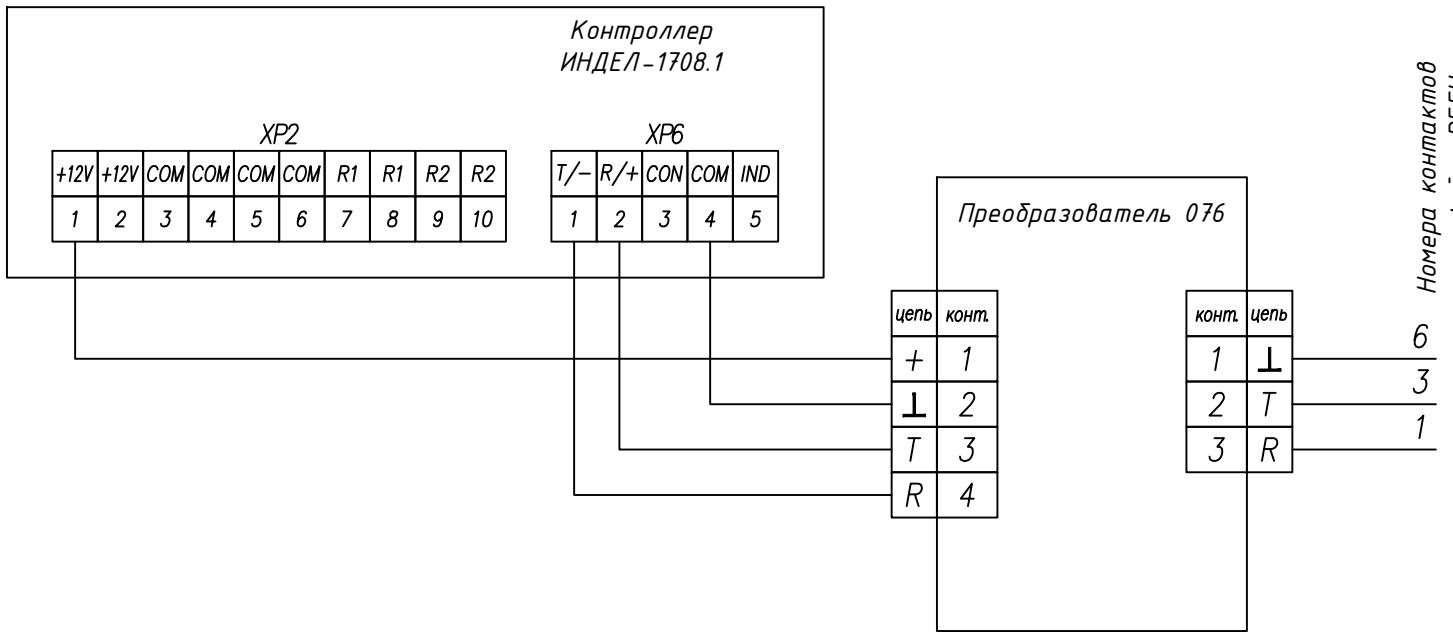 Контроллер
ИНДЕЛ-1708.1
XP2
+12V +12V COM COM COM COM R1 R1 R2 R2
1 2 3 4 5 6 7 8 9 10
XP6
T/- R/+ CON COM IND
1 2 3 4 5
Преобразователь 076
цепь конт.
+ 1
⊥ 2
T 3
R 4
конт. цепь
1 ⊥
2 T
3 R
6
3
1
Номера контактов